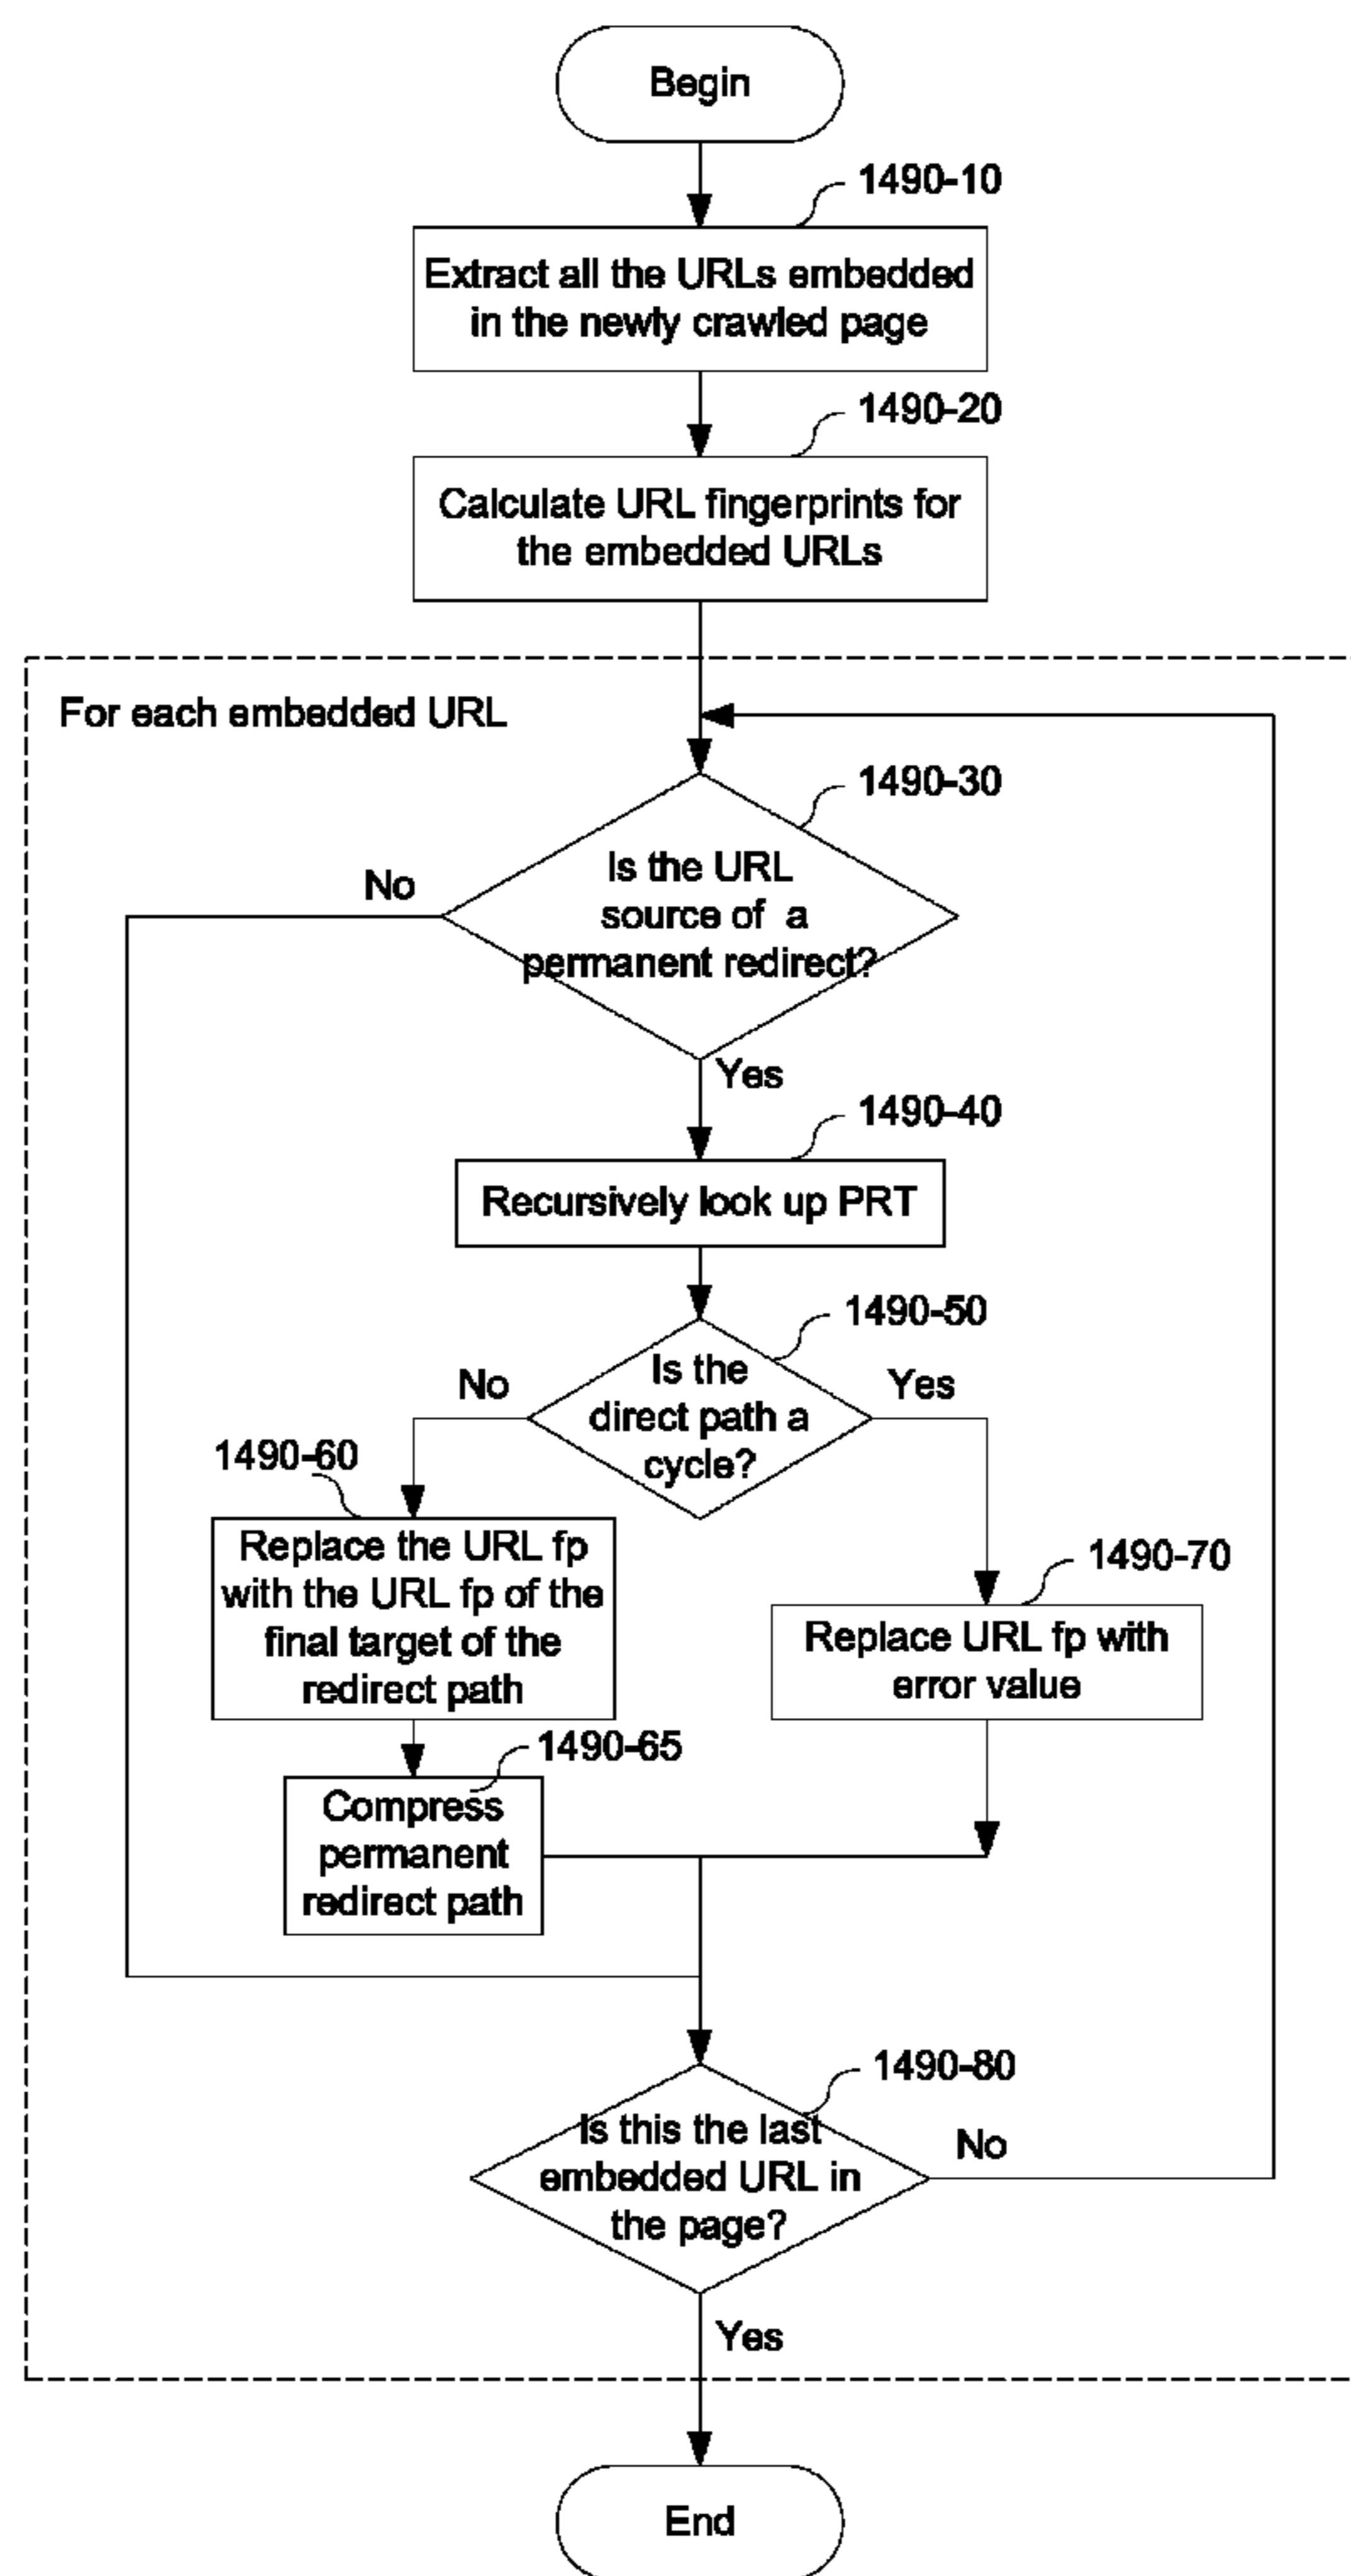 Begin
1490-10
Extract all the URLs embedded
in the newly crawled page
1490-20
Calculate URL fingerprints for
the embedded URLs
For each embedded URL
1490-30
Is the URL
source of a
permanent redirect?
No
Yes
1490-40
Recursively look up PRT
1490-50
Is the
direct path a
cycle?
No
Yes
1490-60
Replace the URL fp
with the URL fp of the
final target of the
redirect path
1490-70
Replace URL fp with
error value
1490-65
Compress
permanent
redirect path
1490-80
Is this the last
embedded URL in
the page?
No
Yes
End